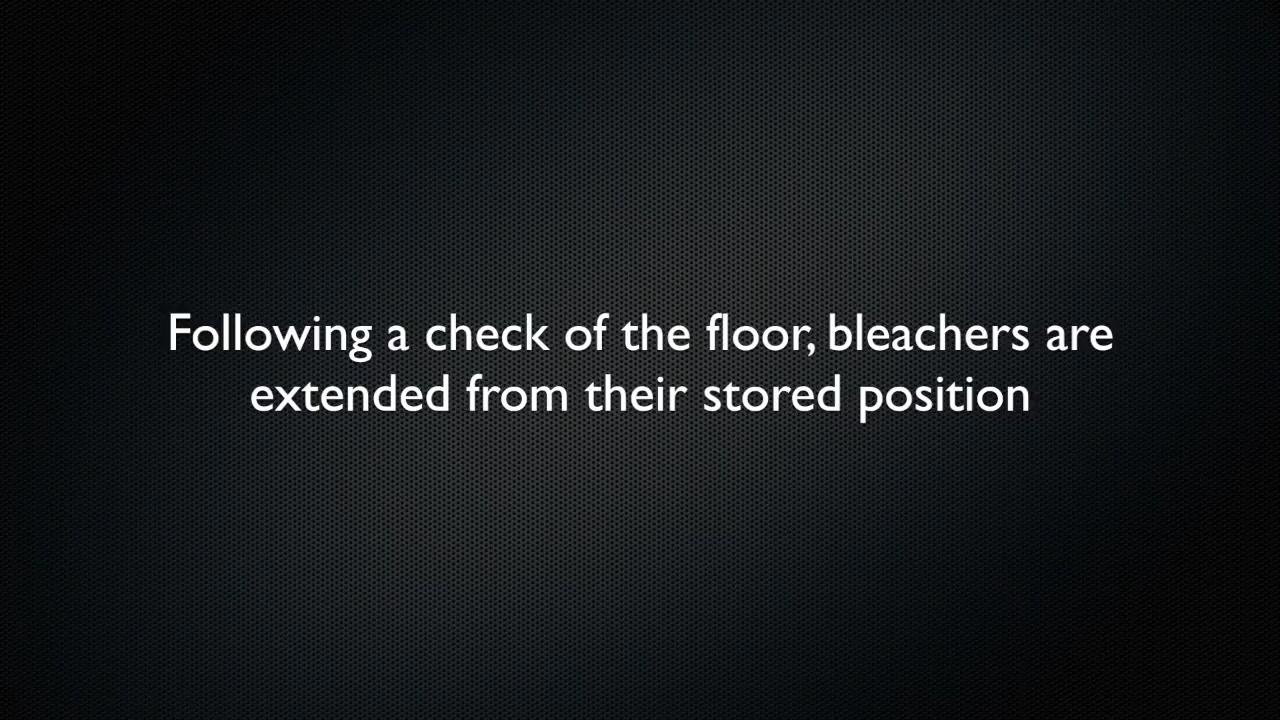 Following a check of the floor, bleachers are
extended from their stored position